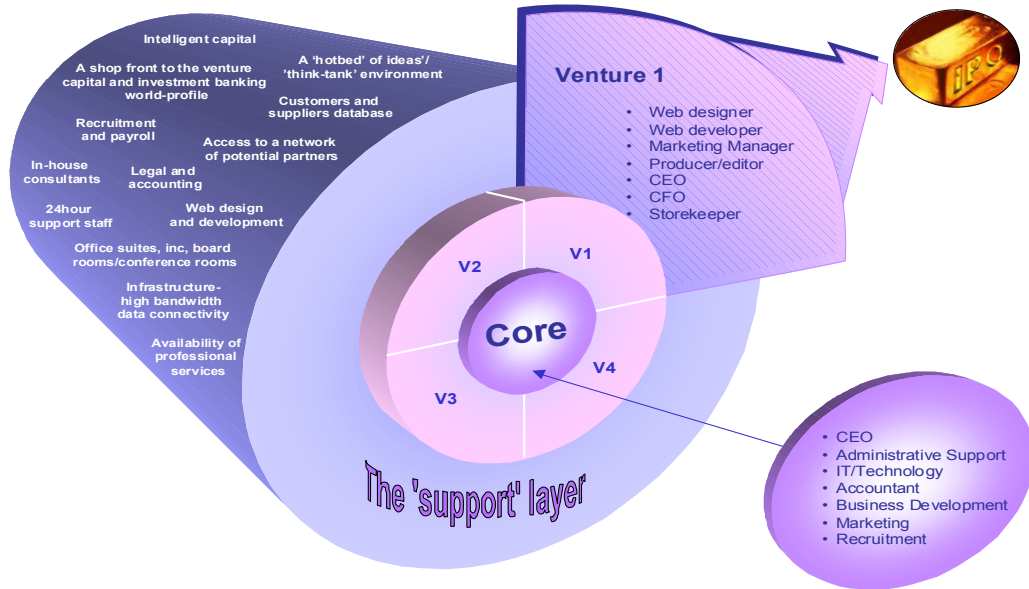 Intelligent capital
A 'hotbed' of ideas'/
'think-tank' environment
A shop front to the venture
capital and investment banking
world-profile
Customers and
suppliers database
Recruitment
and payroll
Access to a network
of potential partners
In-house
consultants
Legal and
accounting
24hour
support staff
Web design
and development
Office suites, inc, board
rooms/conference rooms
Infrastructure-
high bandwidth
data connectivity
Availability of
professional
services
Venture 1
• Web designer
• Web developer
• Marketing Manager
• Producer/editor
• CEO
• CFO
• Storekeeper
IPO
V2
V1
Core
V3
V4
The 'support' layer
• CEO
• Administrative Support
• IT/Technology
• Accountant
• Business Development
• Marketing
• Recruitment